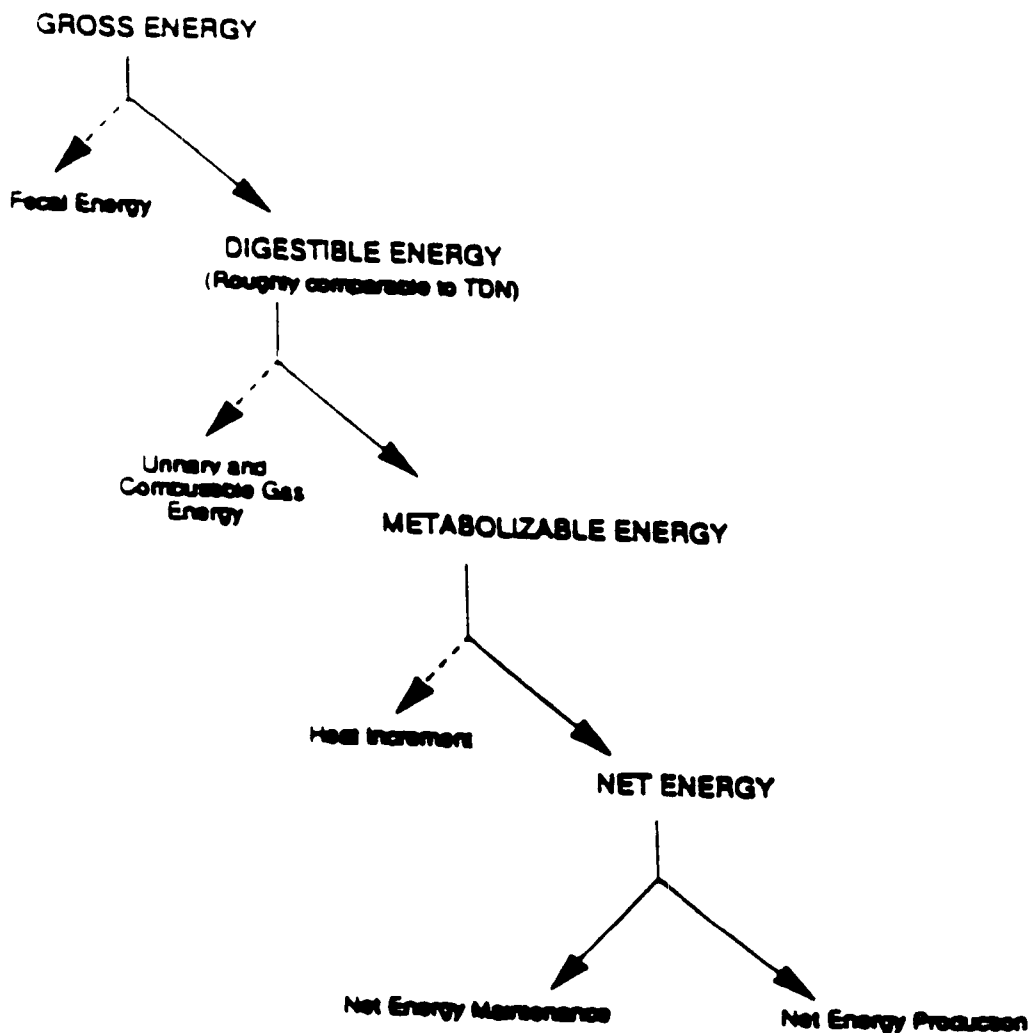 GROSS ENERGY
Fecal Energy
DIGESTIBLE ENERGY
(Roughly comparable to TDN)
Urinary and
Combustible Gas
Energy
METABOLIZABLE ENERGY
Heat Increment
NET ENERGY
Net Energy Maintenance
Net Energy Production